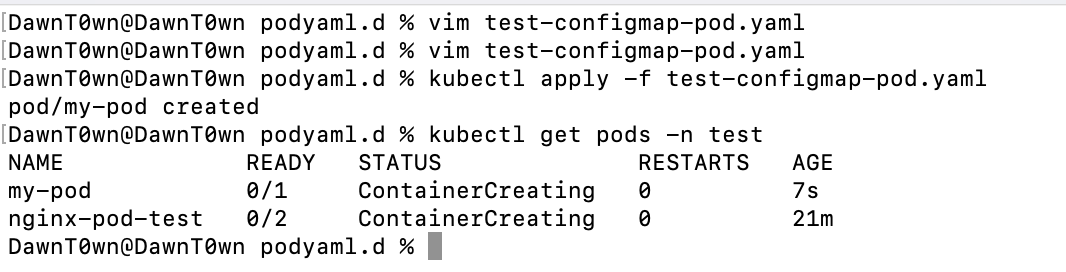 [DawnT0wn@DawnT0wn podyaml.d % vim test-configmap-pod.yaml
[DawnT0wn@DawnT0wn podyaml.d % vim test-configmap-pod.yaml
[DawnT0wn@DawnT0wn podyaml.d % kubectl apply -f test-configmap-pod.yaml
pod/my-pod created
[DawnT0wn@DawnT0wn podyaml.d % kubectl get pods -n test
NAME READY STATUS RESTARTS AGE
my-pod 0/1 ContainerCreating 0 7s
nginx-pod-test 0/2 ContainerCreating 0 21m
DawnT0wn@DawnT0wn podyaml.d %